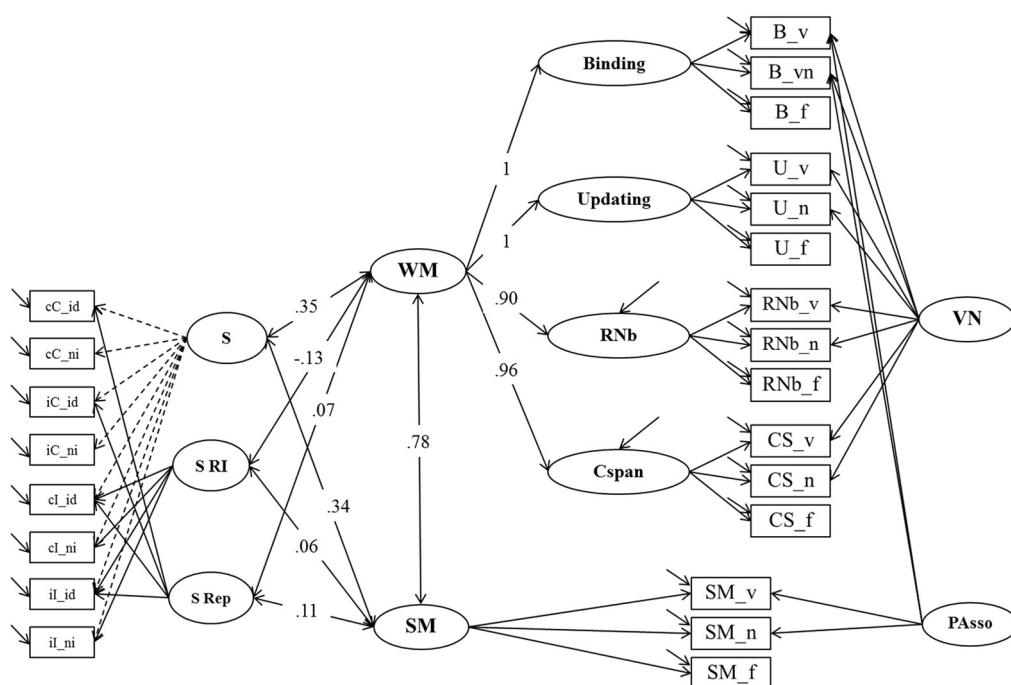 B_v
Binding
B_vn
B_f
1
U_v
Updating
U_n
1
U_f
WM
cC_id
.35
.90
RNb_v
VN
S
RNb
RNb_n
cC_ni
-.13
.96
RNb_f
iC_id
.07
iC_ni
.78
CS_v
S RI
Cspan
CS_n
cI_id
.34
CS_f
cI_ni
.06
iI_id
S Rep
SM_v
.11
SM
PAsso
iI_ni
SM_n
SM_f